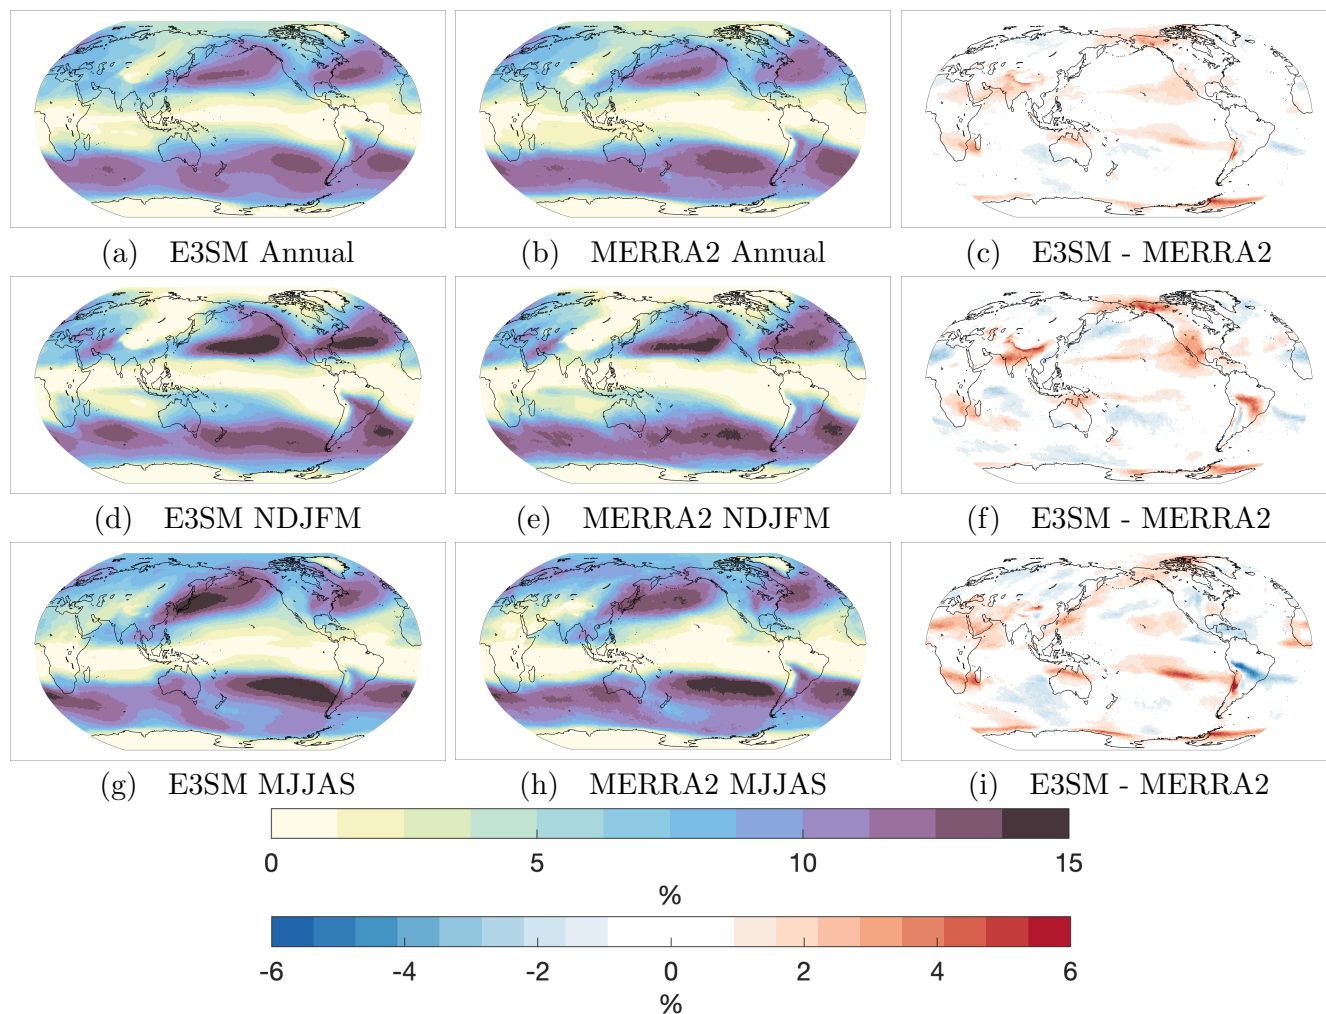 (a) E3SM Annual
(b) MERRA2 Annual
(c) E3SM - MERRA2
(d) E3SM NDJFM
(e) MERRA2 NDJFM
(f) E3SM - MERRA2
(g) E3SM MJJAS
(h) MERRA2 MJJAS
(i) E3SM - MERRA2
0 5 10 15
%
-6 -4 -2 0 2 4 6
%